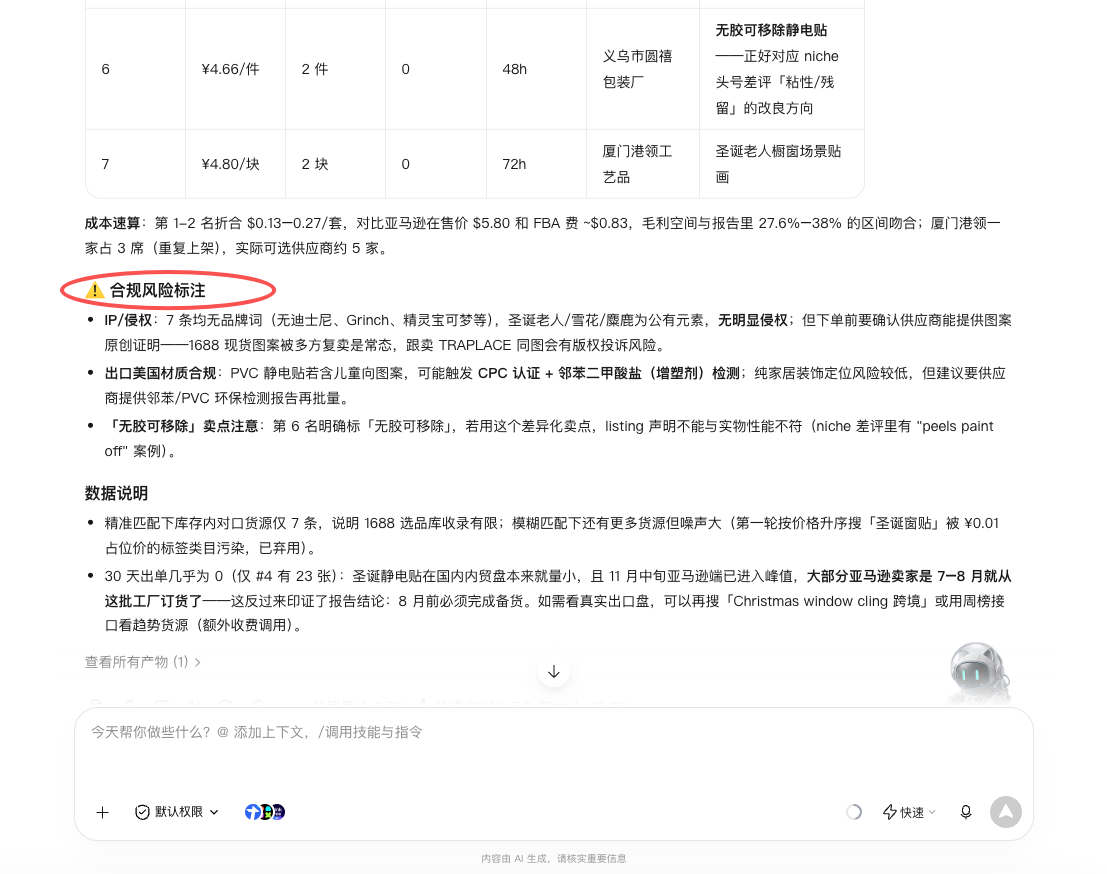 6
¥4.66/件
2 件
0
48h
义乌市圆禧
包装厂
无胶可移除静电贴
——正好对应 niche
头号差评「粘性/残
留」的改良方向
7
¥4.80/块
2 块
0
72h
厦门港领工
艺品
圣诞老人橱窗场景贴
画
成本速算：第 1–2 名折合 $0.13—0.27/套，对比亚马逊在售价 $5.80 和 FBA 费 ~$0.83，毛利空间与报告里 27.6%—38% 的区间吻合；厦门港领一
家占 3 席（重复上架），实际可选供应商约 5 家。
⚠️ 合规风险标注
• IP/侵权：7 条均无品牌词（无迪士尼、Grinch、精灵宝可梦等），圣诞老人/雪花/麋鹿为公有元素，无明显侵权；但下单前要确认供应商能提供图案
原创证明——1688 现货图案被多方复卖是常态，跟卖 TRAPLACE 同图会有版权投诉风险。
• 出口美国材质合规：PVC 静电贴若含儿童向图案，可能触发 CPC 认证 + 邻苯二甲酸盐（增塑剂）检测；纯家居装饰定位风险较低，但建议要供应
商提供邻苯/PVC 环保检测报告再批量。
• 「无胶可移除」卖点注意：第 6 名明确标「无胶可移除」，若用这个差异化卖点，listing 声明不能与实物性能不符（niche 差评里有 "peels paint
off" 案例）。
数据说明
• 精准匹配下库存内对口货源仅 7 条，说明 1688 选品库收录有限；模糊匹配下还有更多货源但噪声大（第一轮按价格升序搜「圣诞窗贴」被 ¥0.01
占位价的标签类目污染，已弃用）。
• 30 天出单几乎为 0（仅 #4 有 23 张）：圣诞静电贴在国内内贸盘本来就量小，且 11 月中旬亚马逊端已进入峰值，大部分亚马逊卖家是 7—8 月就从
这批工厂订货了——这反过来印证了报告结论：8 月前必须完成备货。如需看真实出口盘，可以再搜「Christmas window cling 跨境」或用周榜接
口看趋势货源（额外收费调用）。
查看所有产物 (1) >
今天帮你做些什么？@ 添加上下文，/调用技能与指令
默认权限
快速
内容由 AI 生成，请核实重要信息